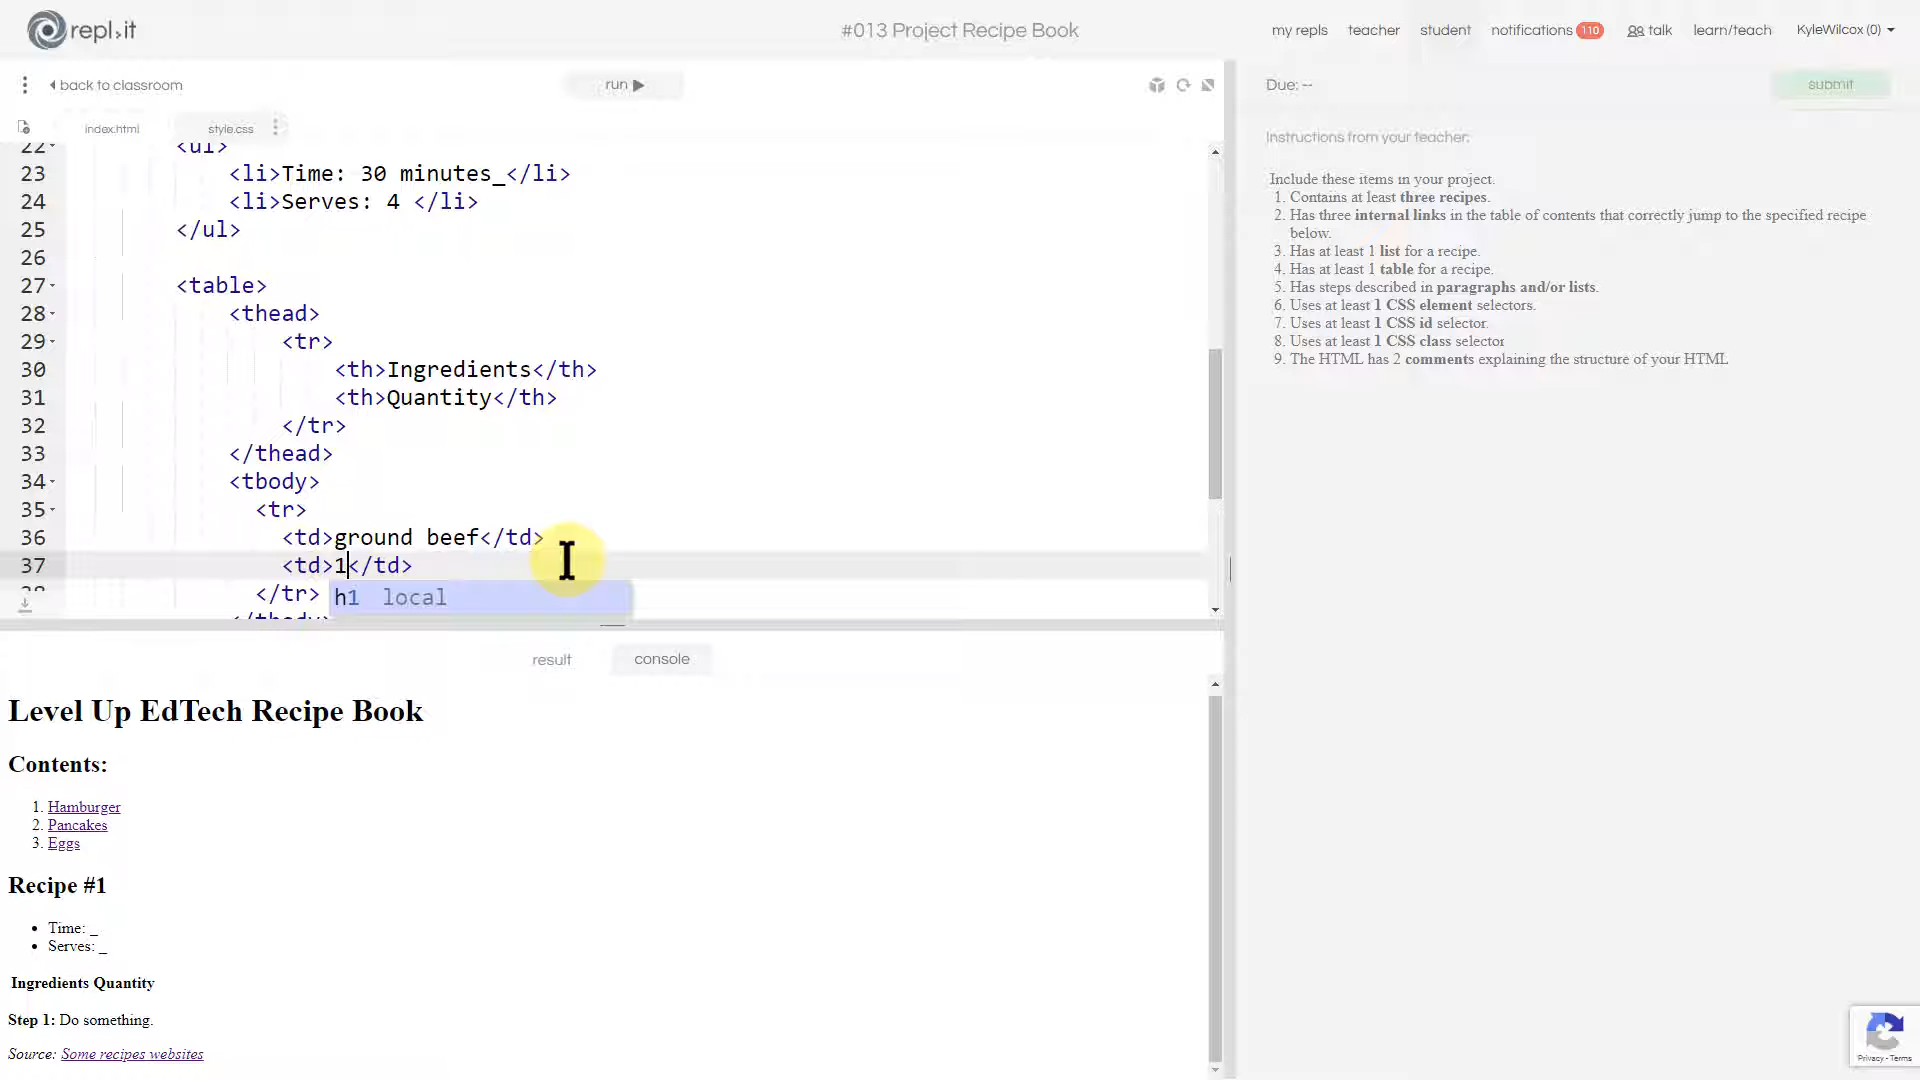 repl.it
#013 Project Recipe Book
my repls
teacher
student
notifications 110
talk
learn/teach
KyleWilcox (0)
back to classroom
run
Due: --
submit
index.html
style.css
22 <ul>
23 <li>Time: 30 minutes_</li>
24 <li>Serves: 4 </li>
25 </ul>
26
27 <table>
28 <thead>
29 <tr>
30 <th>Ingredients</th>
31 <th>Quantity</th>
32 </tr>
33 </thead>
34 <tbody>
35 <tr>
36 <td>ground beef</td>
37 <td>1</td>
38 </tr>
h1 local
</tbody>
Instructions from your teacher:
Include these items in your project.
1. Contains at least three recipes.
2. Has three internal links in the table of contents that correctly jump to the specified recipe
below.
3. Has at least 1 list for a recipe.
4. Has at least 1 table for a recipe.
5. Has steps described in paragraphs and/or lists.
6. Uses at least 1 CSS element selectors.
7. Uses at least 1 CSS id selector.
8. Uses at least 1 CSS class selector
9. The HTML has 2 comments explaining the structure of your HTML
result
console
Level Up EdTech Recipe Book
Contents:
1. Hamburger
2. Pancakes
3. Eggs
Recipe #1
• Time: _
• Serves: _
Ingredients Quantity
Step 1: Do something.
Source: Some recipes websites
Privacy - Terms